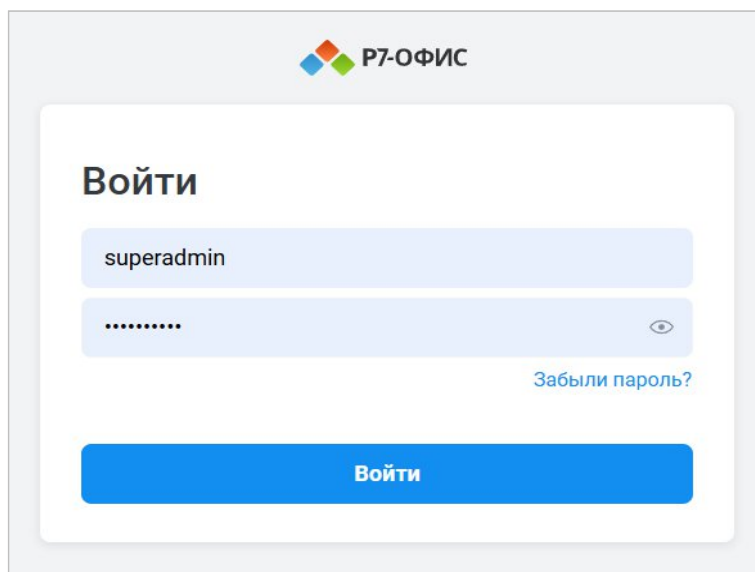 Р7-ОФИС
Войти
superadmin
••••••••••
Забыли пароль?
Войти